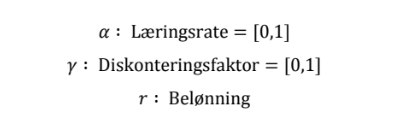 α : Læringsrate = [0,1]
γ : Diskonteringsfaktor = [0,1]
r : Belønning